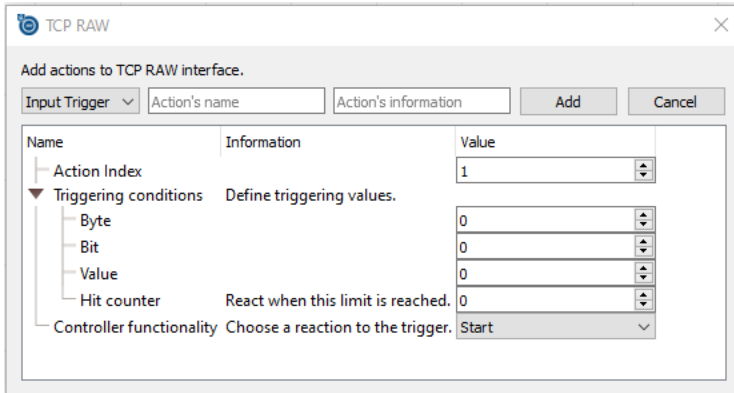 TCP RAW
Add actions to TCP RAW interface.
Input Trigger Action's name Action's information Add Cancel
Name Information Value
Action Index 1
Triggering conditions Define triggering values.
Byte 0
Bit 0
Value 0
Hit counter React when this limit is reached. 0
Controller functionality Choose a reaction to the trigger. Start